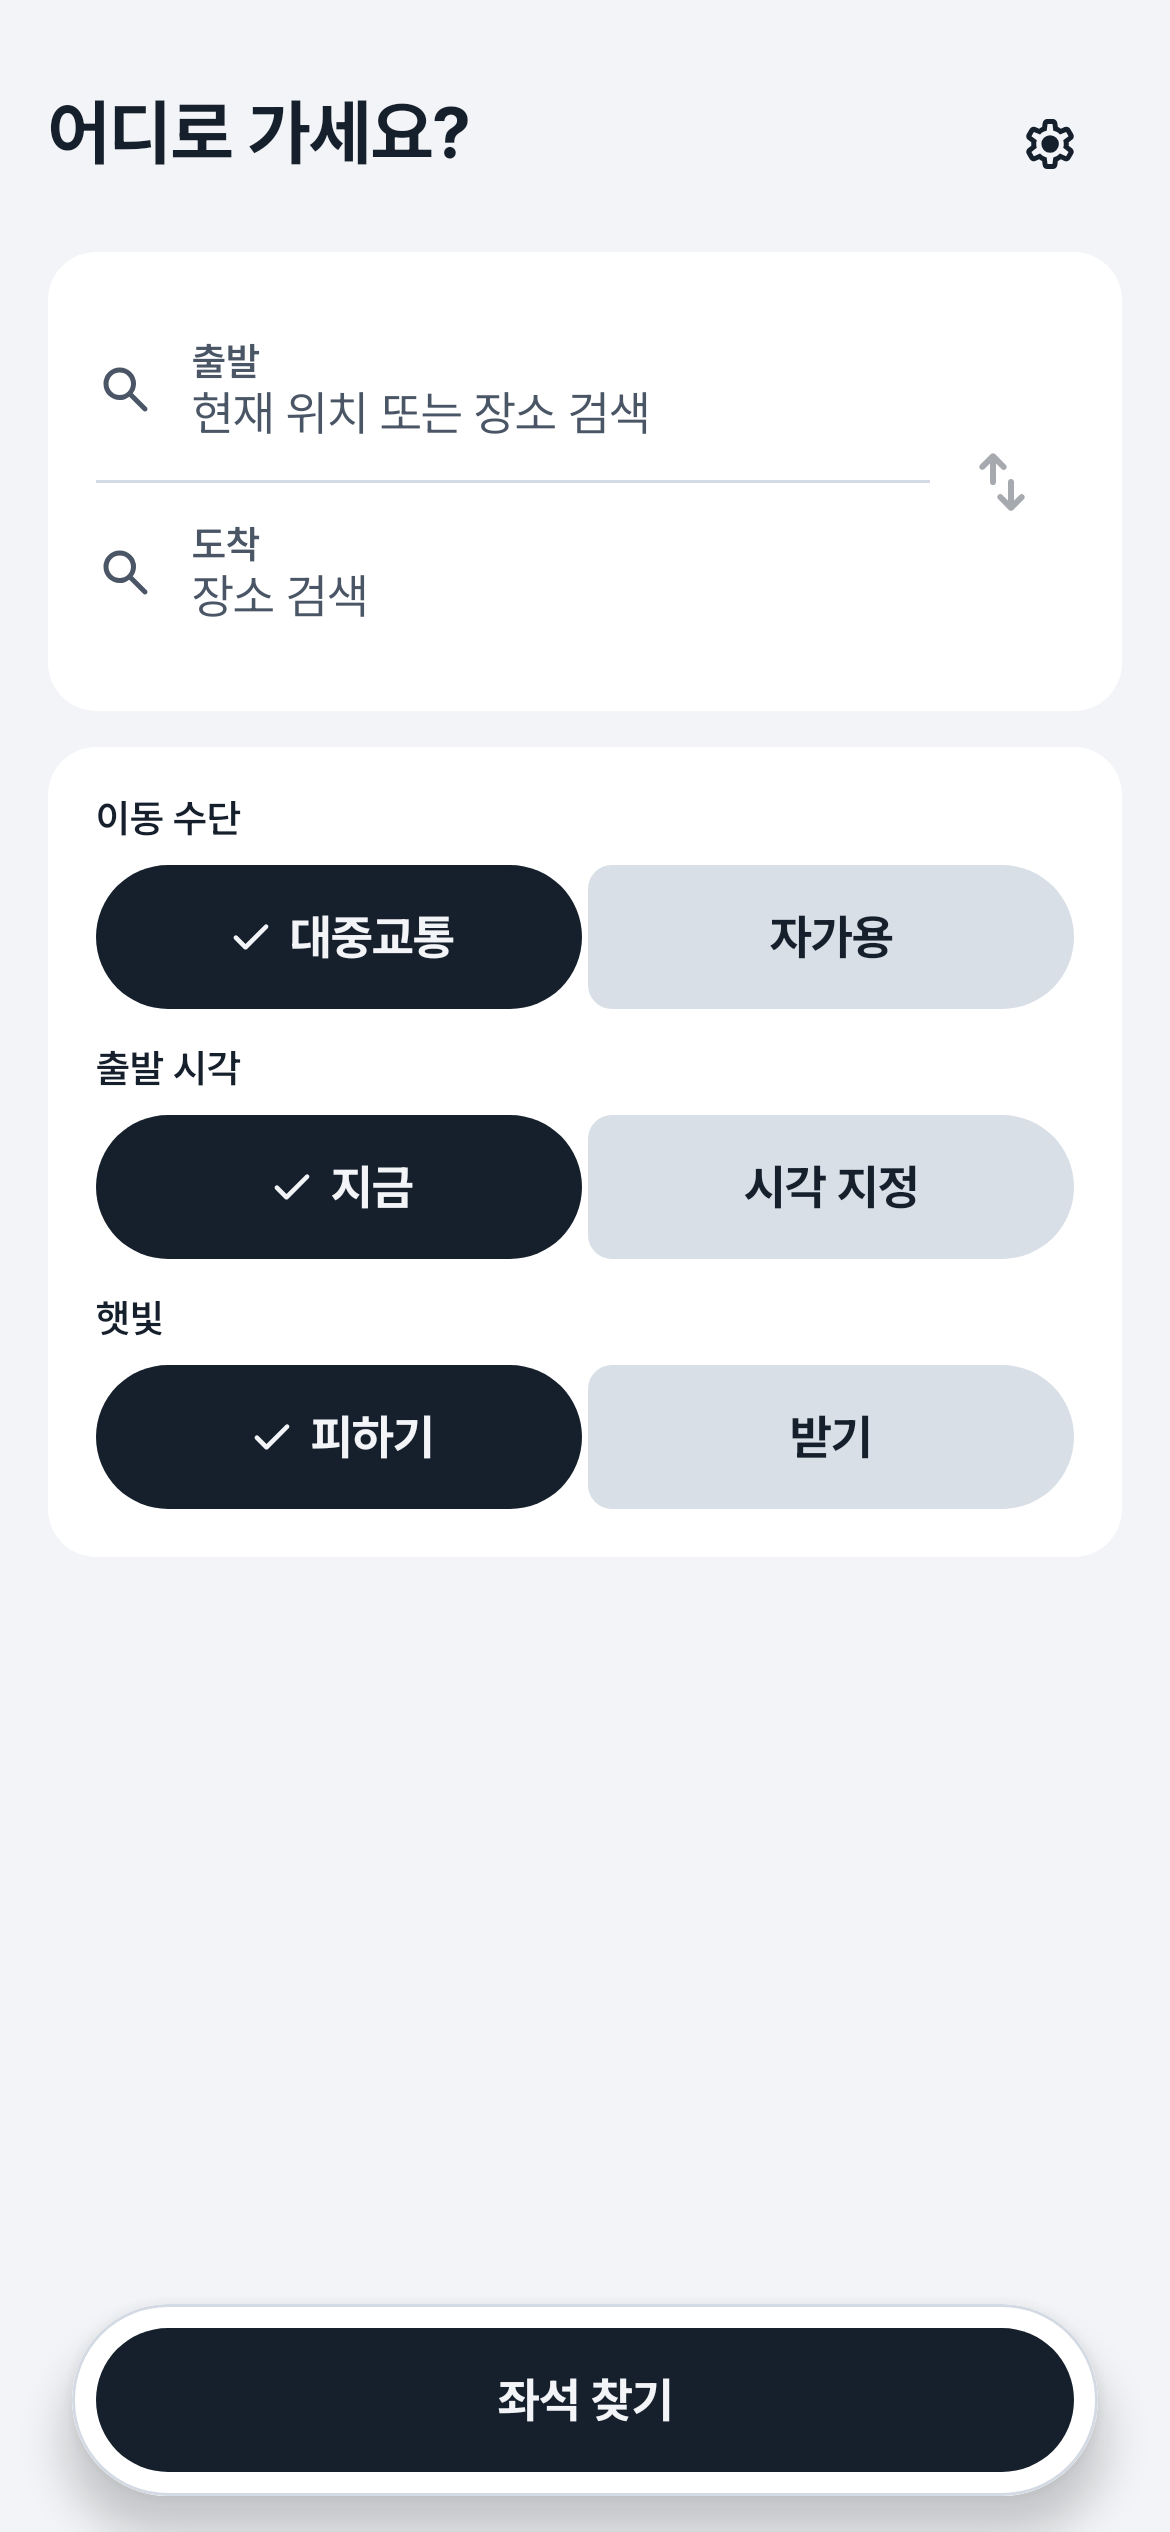 어디로 가세요?
출발
현재 위치 또는 장소 검색
도착
장소 검색
이동 수단
대중교통
자가용
출발 시각
지금
시각 지정
햇빛
피하기
받기
좌석 찾기